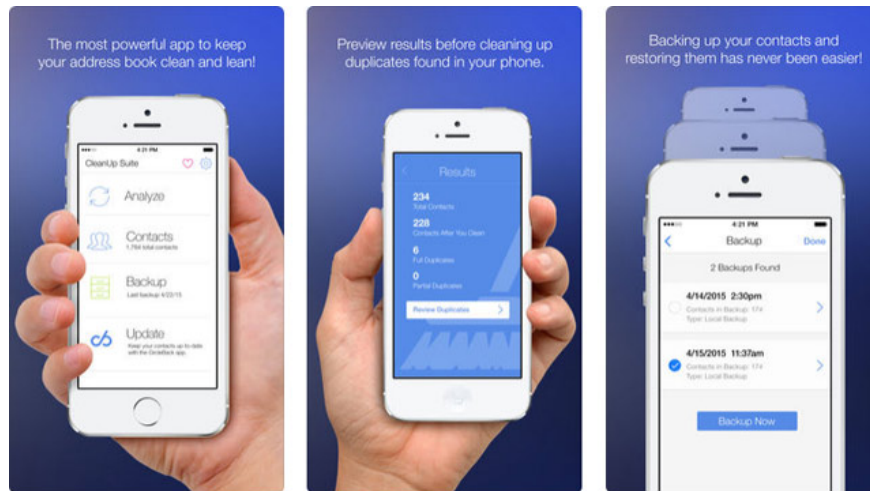 The most powerful app to keep
your address book clean and lean!
4:21 PM
CleanUp Suite
Analyze
Contacts
1,784 total contacts
Backup
Last backup 4/22/15
Update
Keep your contacts up-to-date
with the CircleBack app.
Preview results before cleaning up
duplicates found in your phone.
Results
234
Total Contacts
228
Contacts After You Clean
6
Full Duplicates
0
Partial Duplicates
Review Duplicates
Backing up your contacts and
restoring them has never been easier!
4:21 PM
Backup
Done
2 Backups Found
4/14/2015 2:30pm
Contacts in Backup: 174
Type: Local Backup
4/15/2015 11:37am
Contacts in Backup: 174
Type: Local Backup
Backup Now